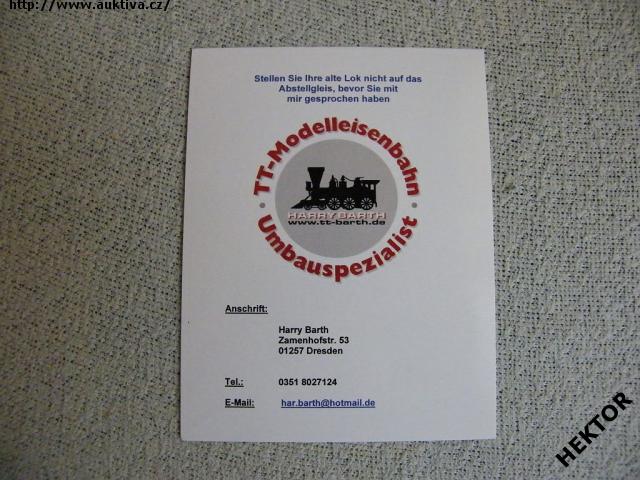 http://www.auktiva.cz/
Stellen Sie Ihre alte Lok nicht auf das
Abstellgleis, bevor Sie mit
mir gesprochen haben
TT-Modelleisenbahn
HARRY BARTH
www.tt-barth.de
Umbauspezialist
Anschrift:
Harry Barth
Zamenhofstr. 53
01257 Dresden
Tel.: 0351 8027124
E-Mail: har.barth@hotmail.de
HEKTOR